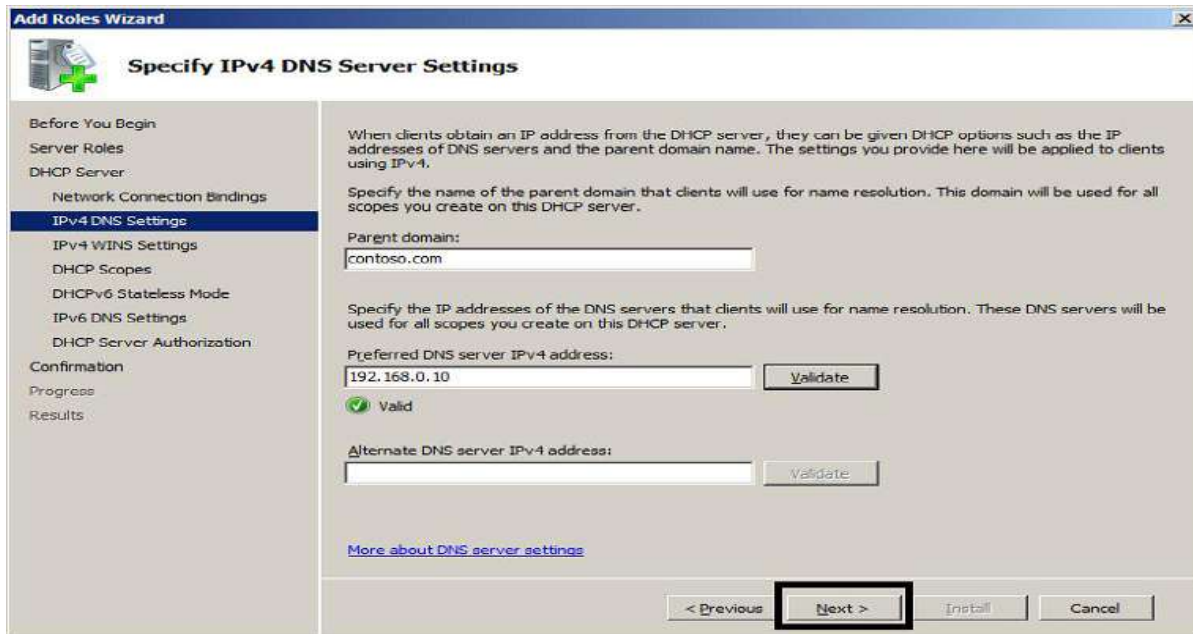 Add Roles Wizard
Specify IPv4 DNS Server Settings
Before You Begin
Server Roles
DHCP Server
Network Connection Bindings
IPv4 DNS Settings
IPv4 WINS Settings
DHCP Scopes
DHCPv6 Stateless Mode
IPv6 DNS Settings
DHCP Server Authorization
Confirmation
Progress
Results
When clients obtain an IP address from the DHCP server, they can be given DHCP options such as the IP
addresses of DNS servers and the parent domain name. The settings you provide here will be applied to clients
using IPv4.
Specify the name of the parent domain that clients will use for name resolution. This domain will be used for all
scopes you create on this DHCP server.
Parent domain:
contoso.com
Specify the IP addresses of the DNS servers that clients will use for name resolution. These DNS servers will be
used for all scopes you create on this DHCP server.
Preferred DNS server IPv4 address:
192.168.0.10 Validate
Valid
Alternate DNS server IPv4 address:
Validate
More about DNS server settings
< Previous Next > Install Cancel